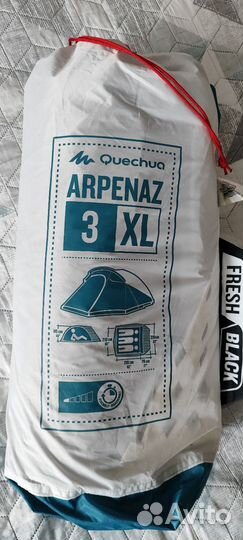 Quechua
ARPENAZ
3 XL
FRESH
BLACK
Avito